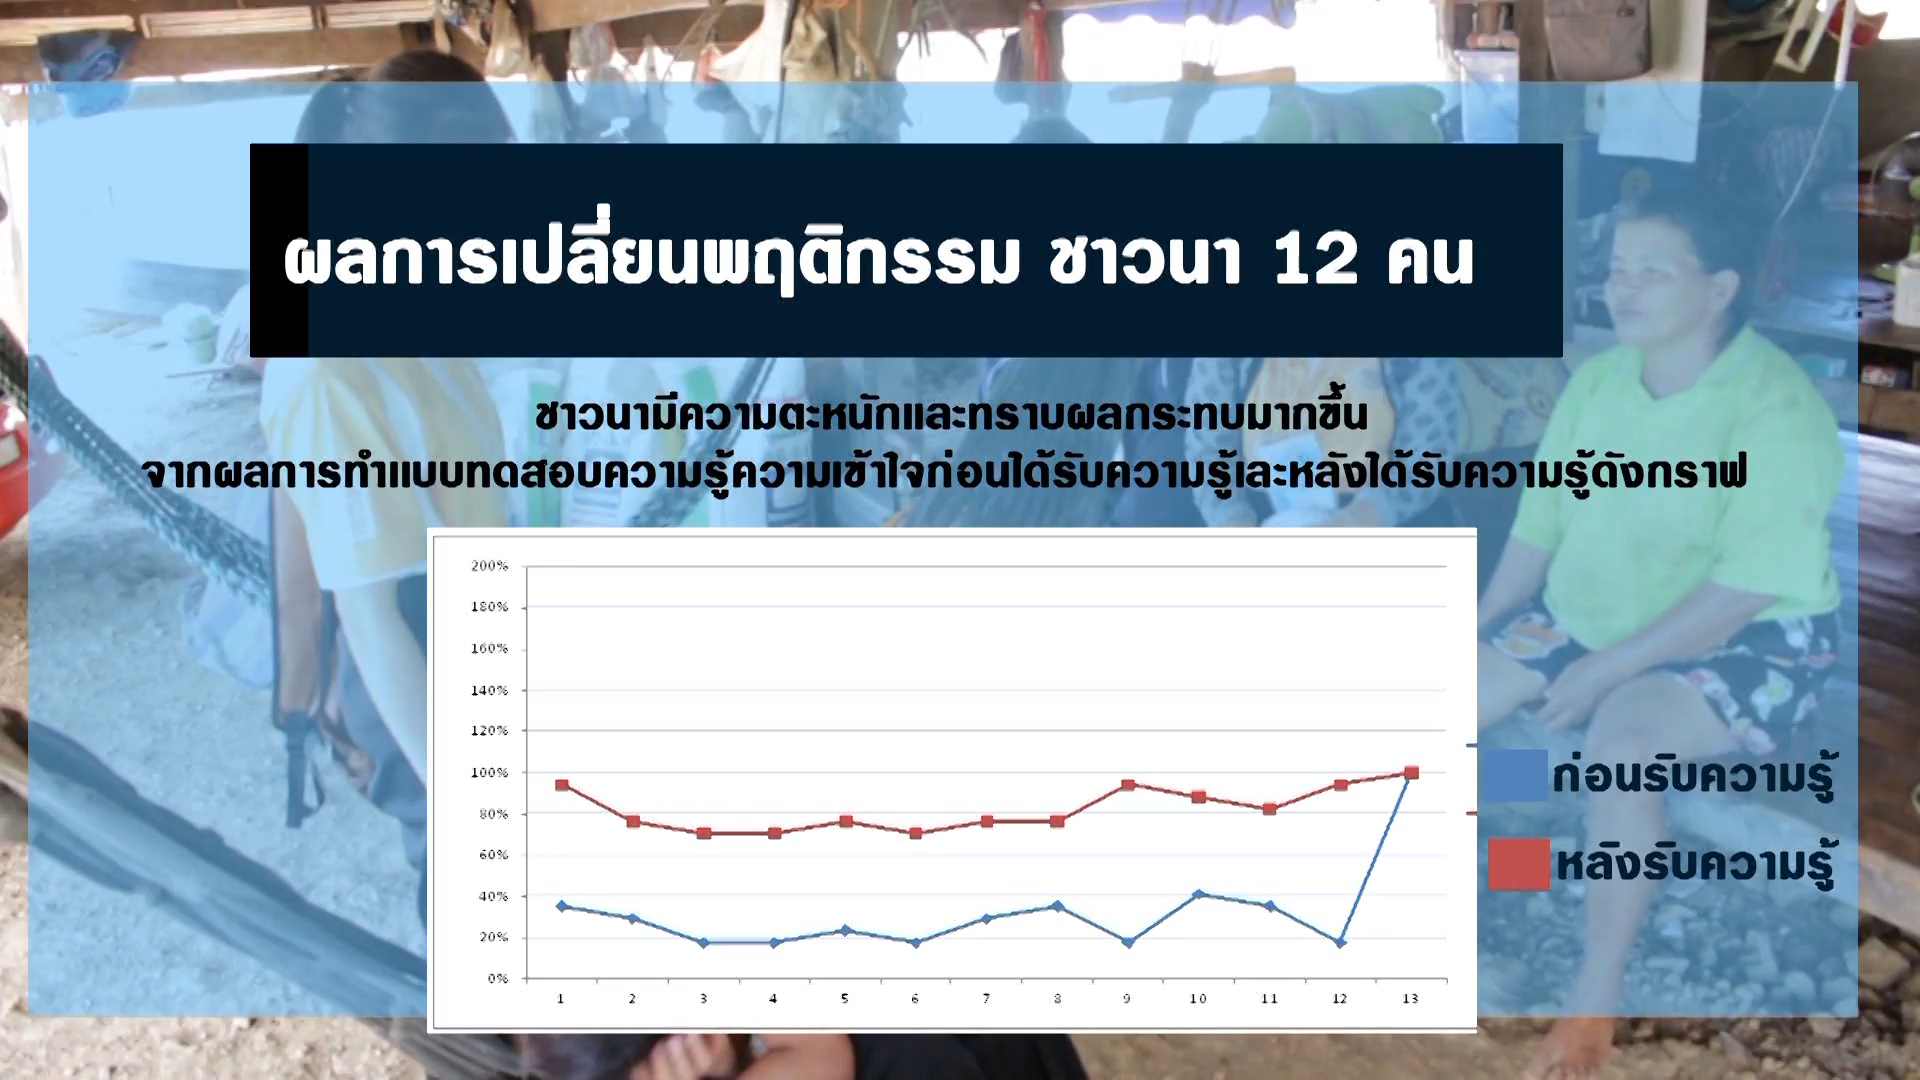 ผลการเปลี่ยนพฤติกรรม ชาวนา 12 คน
ชาวนามีความตะหนักและทราบผลกระทบมากขึ้น
จากผลการทำแบบทดสอบความรู้ความเข้าใจก่อนได้รับความรู้เละหลังได้รับความรู้ดังกราฟ
200%
180%
160%
140%
120%
100%
80%
60%
40%
20%
0%
1 2 3 4 5 6 7 8 9 10 11 12 13
ก่อนรับความรู้
หลังรับความรู้